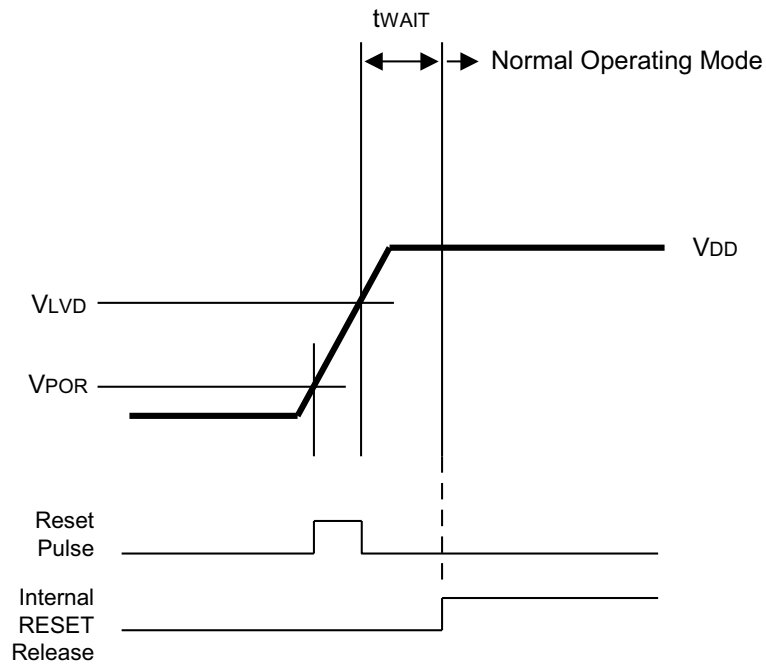 tWAIT
Normal Operating Mode
VDD
VLVD
VPOR
Reset
Pulse
Internal
RESET
Release